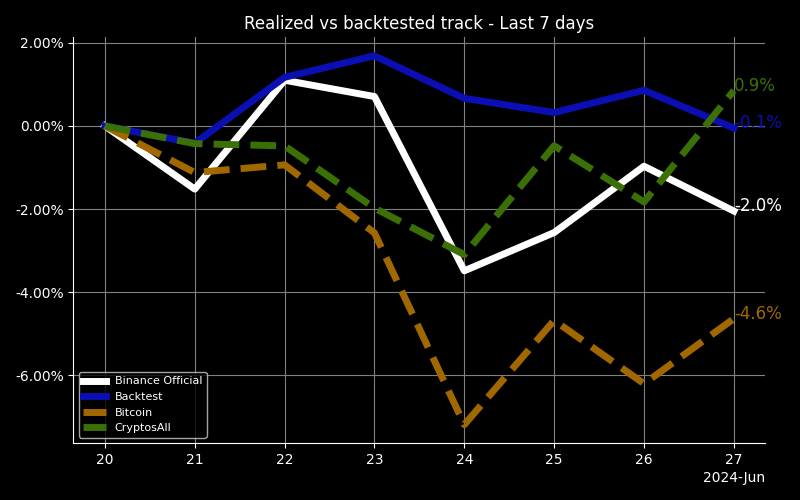 Realized vs backtested track - Last 7 days
2.00%
0.00%
-2.00%
-4.00%
-6.00%
0.9%
-0.1%
-2.0%
-4.6%
Binance Official
Backtest
Bitcoin
CryptosAll
20 21 22 23 24 25 26 27
2024-Jun